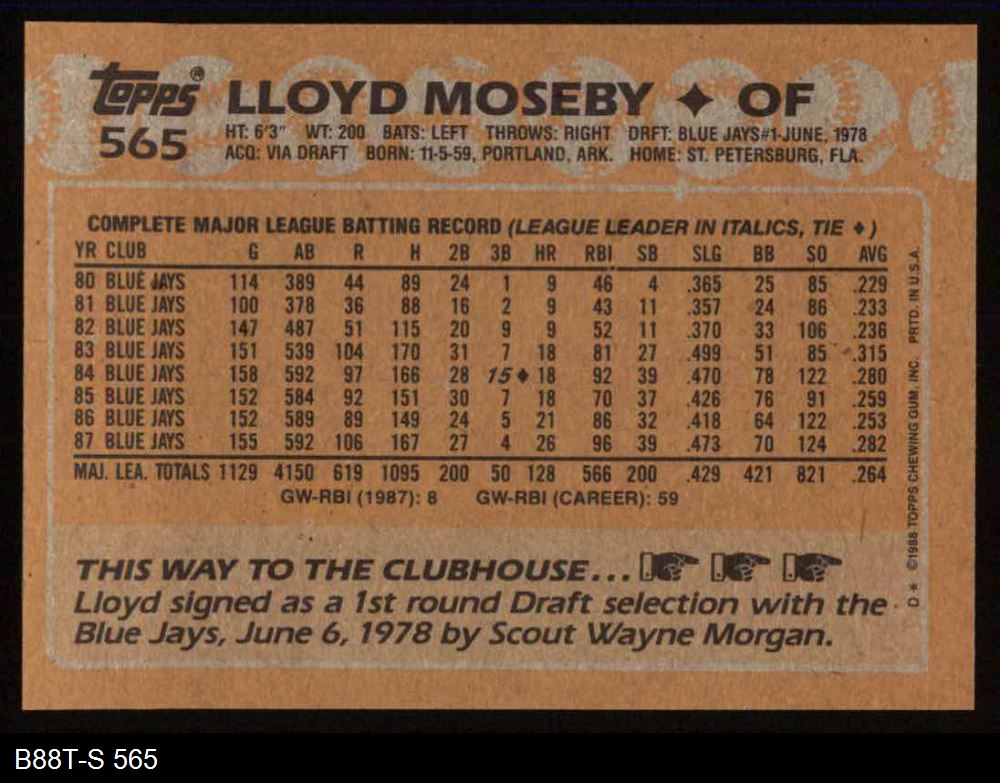 Topps® LLOYD MOSEBY ✦ OF
565 HT: 6'3" WT: 200 BATS: LEFT THROWS: RIGHT DRFT: BLUE JAYS#1-JUNE, 1978
ACQ: VIA DRAFT BORN: 11-5-59, PORTLAND, ARK. HOME: ST. PETERSBURG, FLA.
COMPLETE MAJOR LEAGUE BATTING RECORD (LEAGUE LEADER IN ITALICS, TIE ♦)
YR CLUB G AB R H 2B 3B HR RBI SB SLG BB SO AVG
80 BLUE JAYS 114 389 44 89 24 1 9 46 4 .365 25 85 .229
81 BLUE JAYS 100 378 36 88 16 2 9 43 11 .357 24 86 .233
82 BLUE JAYS 147 487 51 115 20 9 9 52 11 .370 33 106 .236
83 BLUE JAYS 151 539 104 170 31 7 18 81 27 .499 51 85 .315
84 BLUE JAYS 158 592 97 166 28 15♦ 18 92 39 .470 78 122 .280
85 BLUE JAYS 152 584 92 151 30 7 18 70 37 .426 76 91 .259
86 BLUE JAYS 152 589 89 149 24 5 21 86 32 .418 64 122 .253
87 BLUE JAYS 155 592 106 167 27 4 26 96 39 .473 70 124 .282
MAJ. LEA. TOTALS 1129 4150 619 1095 200 50 128 566 200 .429 421 821 .264
GW-RBI (1987): 8 GW-RBI (CAREER): 59
THIS WAY TO THE CLUBHOUSE...
Lloyd signed as a 1st round Draft selection with the
Blue Jays, June 6, 1978 by Scout Wayne Morgan.
D* ©1988 TOPPS CHEWING GUM, INC. PRTD. IN U.S.A.
B88T-S 565